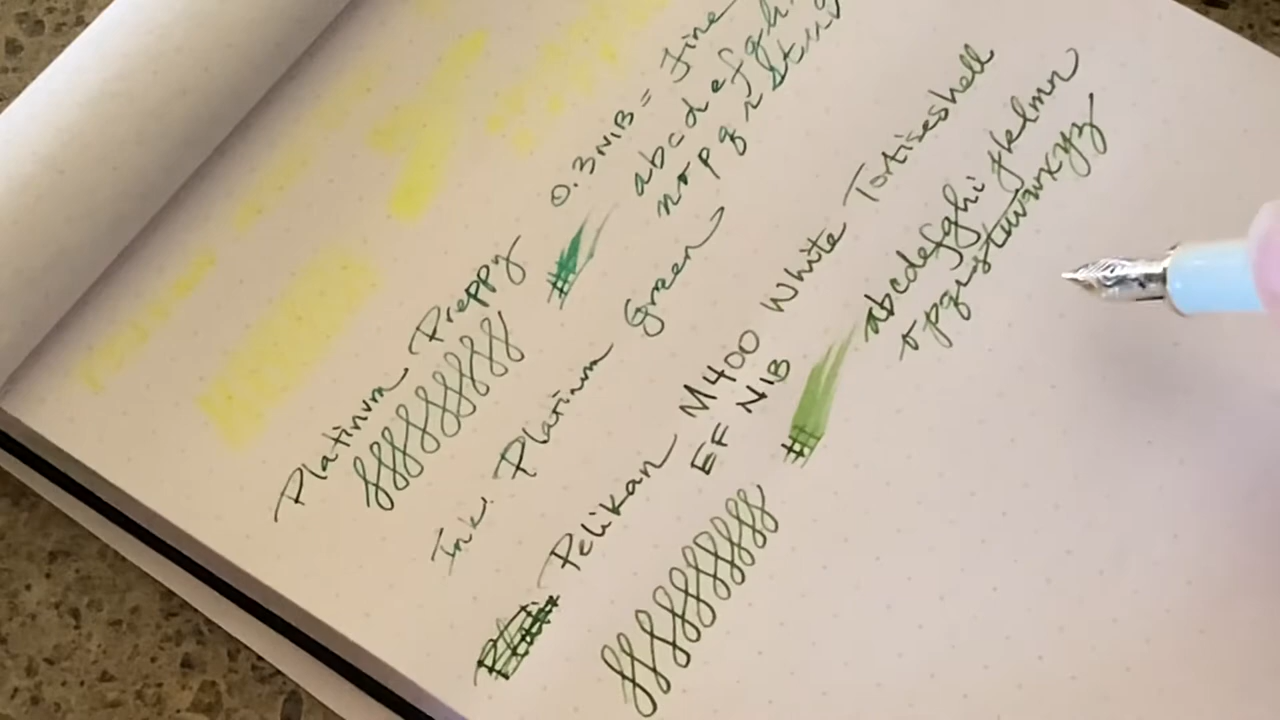 Platinum Preppy 0.3 NIB = Fine
abcdefgh
nopqrstu
Ink: Platinum Green
Pelikan M400 White Tortiseshell
EF NIB
abcdefghijklmn
opqrstuvwxyz